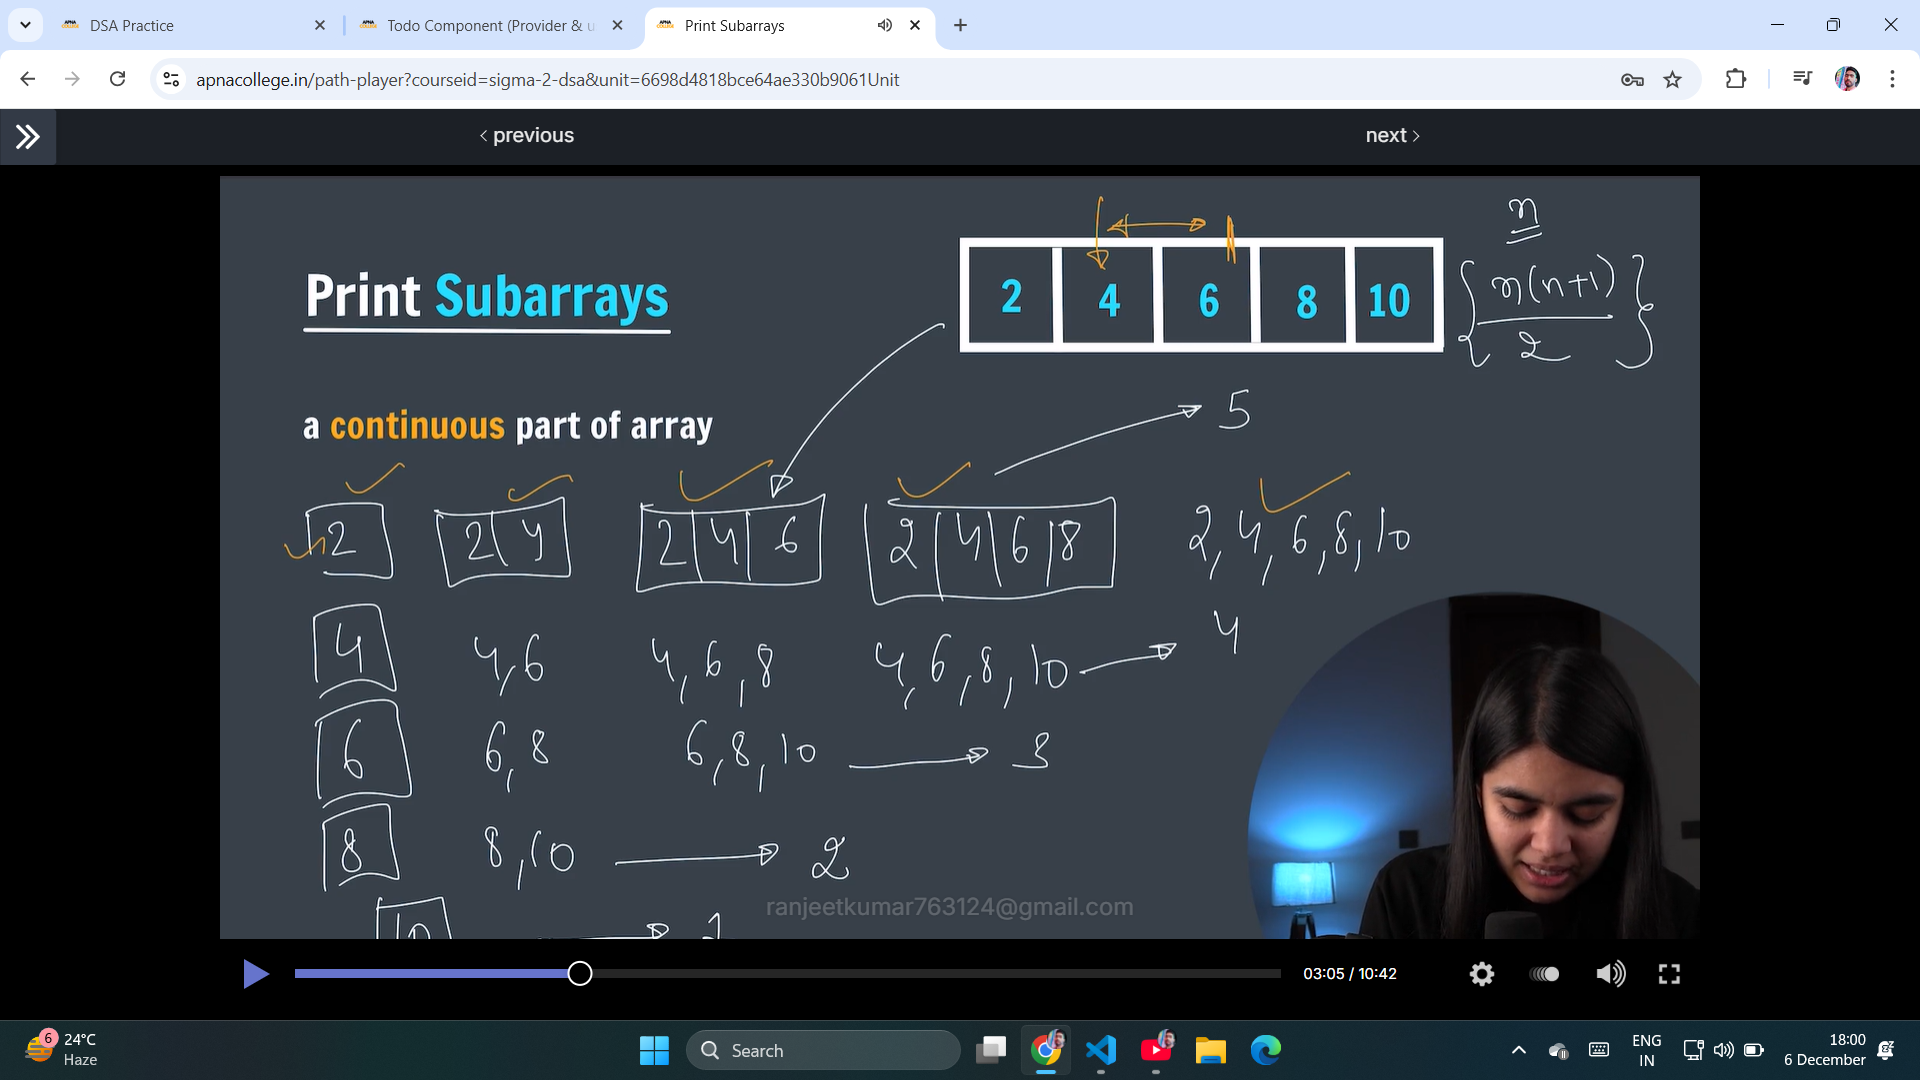 DSA Practice
Todo Component (Provider & u
Print Subarrays
apnacollege.in/path-player?courseid=sigma-2-dsa&unit=6698d4818bce64ae330b9061Unit
‹ previous
next ›
n
Print Subarrays
2 4 6 8 10
{ n(n+1) / 2 }
5
a continuous part of array
2 2 4 2 4 6 2 4 6 8 2, 4, 6, 8, 10
4 4,6 4, 6, 8 4, 6, 8, 10 → 4
6 6, 8 6, 8, 10 → 3
8 8, 10 → 2
ranjeetkumar763124@gmail.com
10 → 1
03:05 / 10:42
6
24°C
Haze
Search
ENG
IN
18:00
6 December